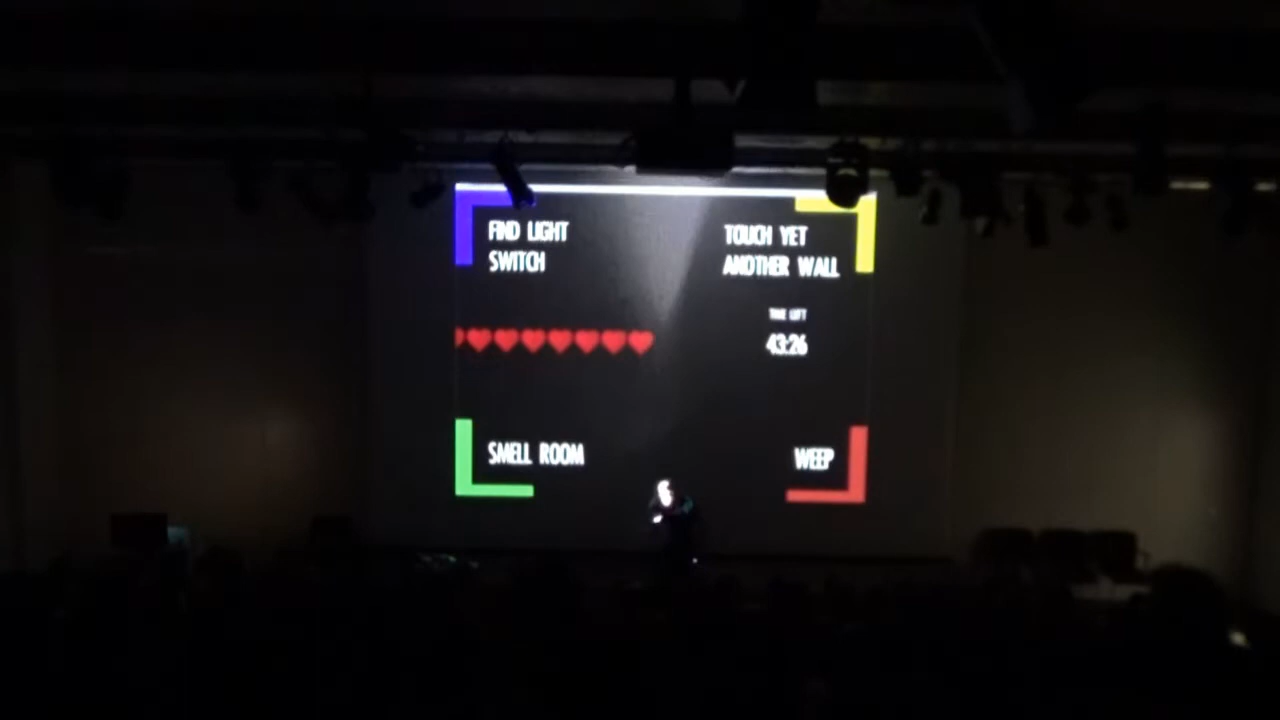 FIND LIGHT
SWITCH
TOUCH YET
ANOTHER WALL
TIME LEFT
43:26
SMELL ROOM
WEEP